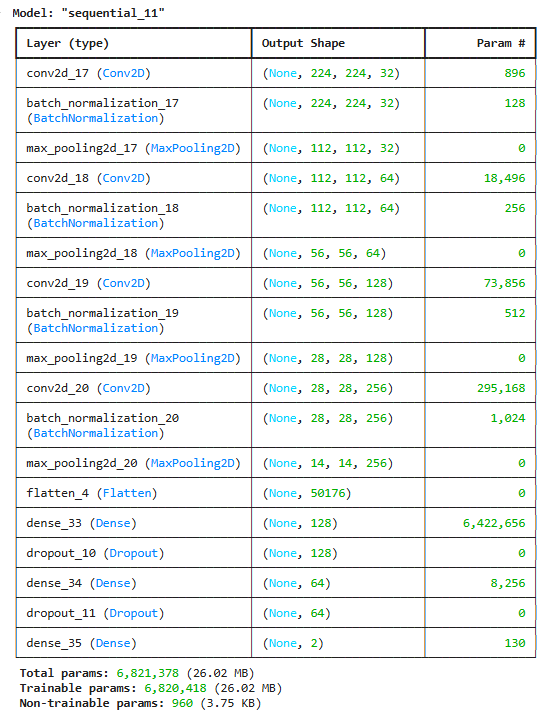 Model: "sequential_11"
Layer (type) Output Shape Param #
conv2d_17 (Conv2D) (None, 224, 224, 32) 896
batch_normalization_17 (None, 224, 224, 32) 128
(BatchNormalization)
max_pooling2d_17 (MaxPooling2D) (None, 112, 112, 32) 0
conv2d_18 (Conv2D) (None, 112, 112, 64) 18,496
batch_normalization_18 (None, 112, 112, 64) 256
(BatchNormalization)
max_pooling2d_18 (MaxPooling2D) (None, 56, 56, 64) 0
conv2d_19 (Conv2D) (None, 56, 56, 128) 73,856
batch_normalization_19 (None, 56, 56, 128) 512
(BatchNormalization)
max_pooling2d_19 (MaxPooling2D) (None, 28, 28, 128) 0
conv2d_20 (Conv2D) (None, 28, 28, 256) 295,168
batch_normalization_20 (None, 28, 28, 256) 1,024
(BatchNormalization)
max_pooling2d_20 (MaxPooling2D) (None, 14, 14, 256) 0
flatten_4 (Flatten) (None, 50176) 0
dense_33 (Dense) (None, 128) 6,422,656
dropout_10 (Dropout) (None, 128) 0
dense_34 (Dense) (None, 64) 8,256
dropout_11 (Dropout) (None, 64) 0
dense_35 (Dense) (None, 2) 130
Total params: 6,821,378 (26.02 MB)
Trainable params: 6,820,418 (26.02 MB)
Non-trainable params: 960 (3.75 KB)